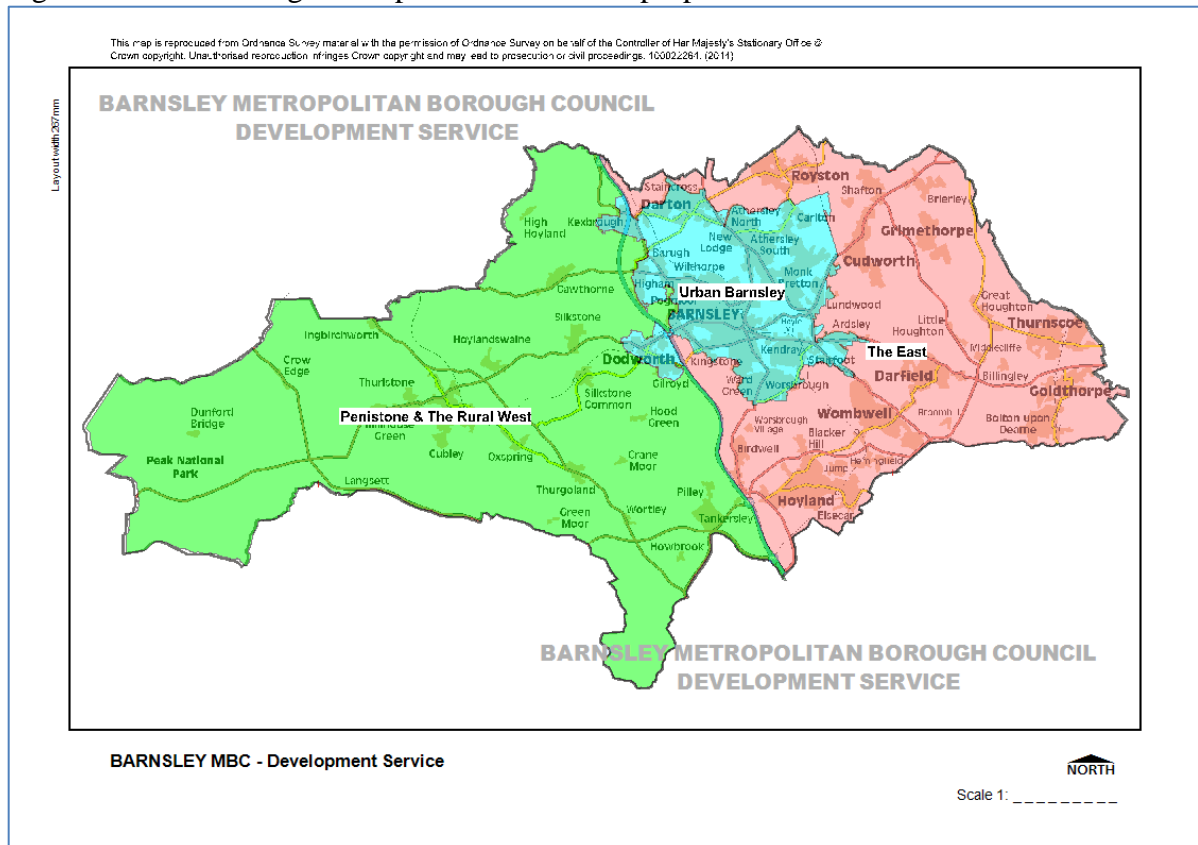 This map is reproduced from Ordnance Survey material with the permission of Ordnance Survey on behalf of the Controller of Her Majesty's Stationary Office ©
Crown copyright. Unauthorised reproduction infringes Crown copyright and may lead to prosecution or civil proceedings. 100022264. (2014)
Layout width 267mm
BARNSLEY METROPOLITAN BOROUGH COUNCIL
DEVELOPMENT SERVICE
Royston
Staincross
Shafton
Darton
Brierley
High
Hoyland
Kexbrough
Athersley
North
Carlton
Grimethorpe
New
Lodge
Athersley
South
Barugh
Wilthorpe
Cudworth
Monk
Bretton
Higham
Urban Barnsley
Cawthorne
Great
Houghton
Lundwood
BARNSLEY
Silkstone
Ardsley
Little
Houghton
Thurnscoe
Ingbirchworth
Hoylandswaine
Middlecliffe
Kendray
Stairfoot
The East
Crow
Edge
Dodworth
Kingstone
Gilroyd
Ward
Green
Worsbrough
Darfield
Billingley
Thurlstone
Goldthorpe
Silkstone
Common
Dunford
Bridge
Penistone & The Rural West
Hood
Green
Wombwell
Bolton upon
Dearne
Worsbrough
Village
Blacker
Hill
Green
Cubley
Oxspring
Birdwell
Peak National
Park
Crane
Moor
Jump
Hemingfield
Langsett
Thurgoland
Pilley
Hoyland
Wortley
Elsecar
Green
Moor
Tankersley
Howbrook
BARNSLEY METROPOLITAN BOROUGH COUNCIL
DEVELOPMENT SERVICE
BARNSLEY MBC - Development Service
NORTH
Scale 1: _ _ _ _ _ _ _ _ _